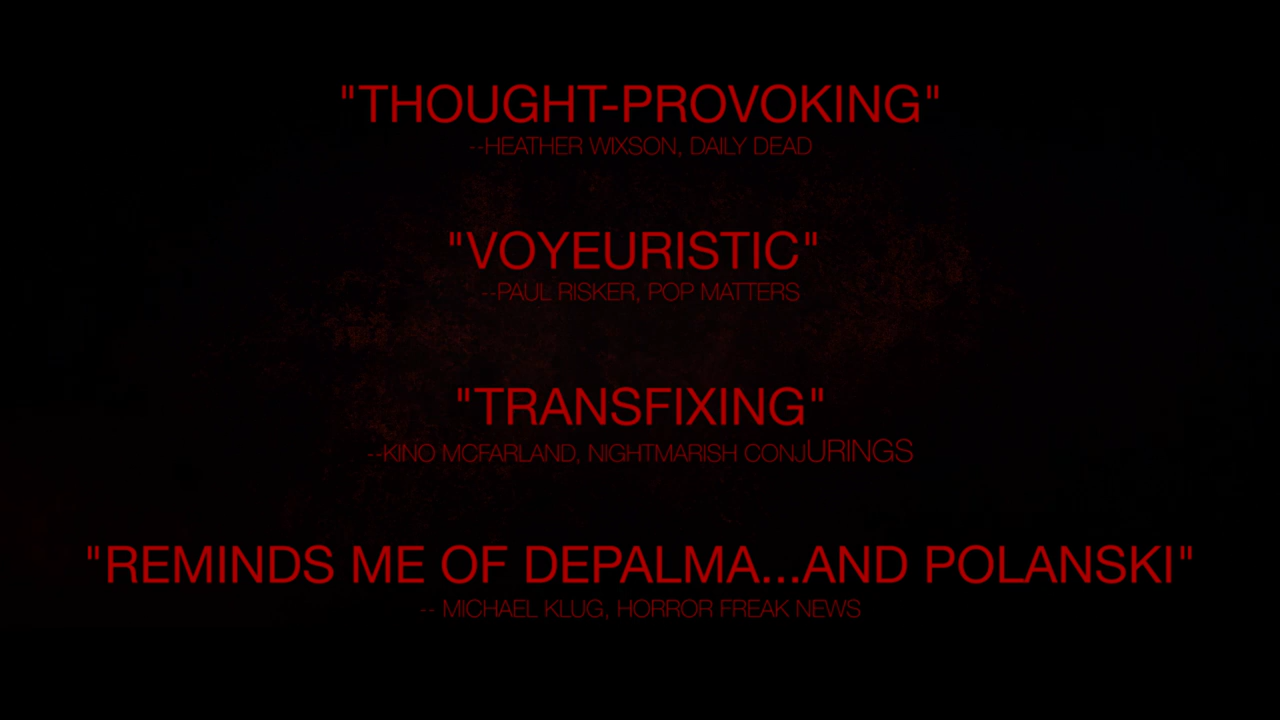 "THOUGHT-PROVOKING"
--HEATHER WIXSON, DAILY DEAD
"VOYEURISTIC"
--PAUL RISKER, POP MATTERS
"TRANSFIXING"
--KINO MCFARLAND, NIGHTMARISH CONJURINGS
"REMINDS ME OF DEPALMA...AND POLANSKI"
-- MICHAEL KLUG, HORROR FREAK NEWS